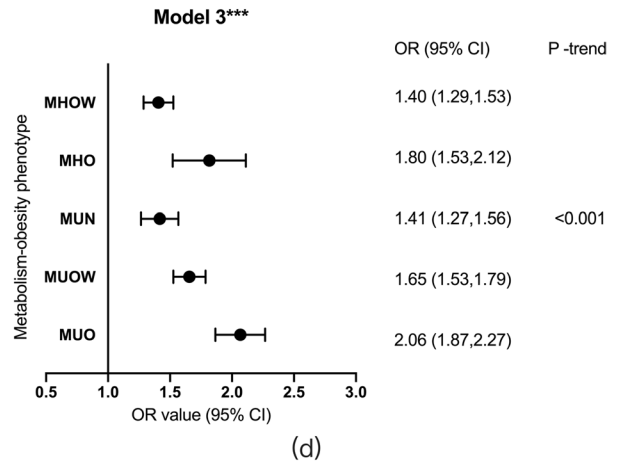 Model 3***
OR (95% CI) P -trend
Metabolism-obesity phenotype
MHOW 1.40 (1.29,1.53)
MHO 1.80 (1.53,2.12)
MUN 1.41 (1.27,1.56) <0.001
MUOW 1.65 (1.53,1.79)
MUO 2.06 (1.87,2.27)
0.5 1.0 1.5 2.0 2.5 3.0
OR value (95% CI)
(d)